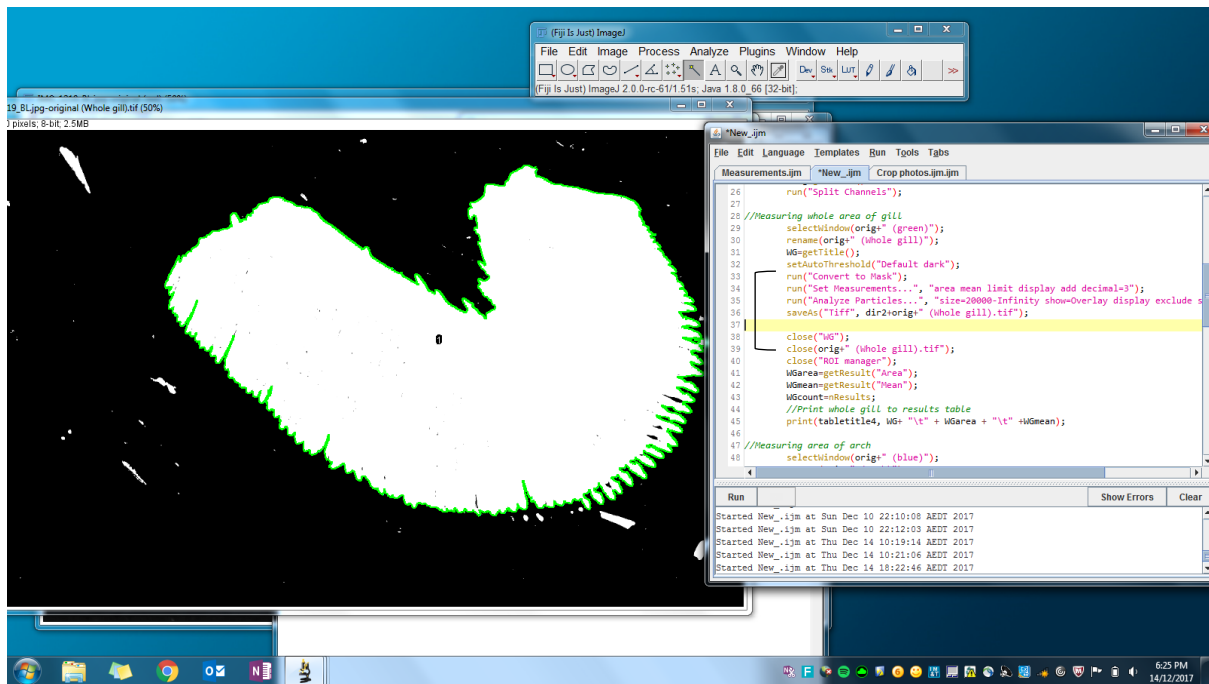 (Fiji Is Just) ImageJ
File Edit Image Process Analyze Plugins Window Help
Dev Stk LUT >>
(Fiji Is Just) ImageJ 2.0.0-rc-61/1.51s; Java 1.8.0_66 [32-bit];
19_BL.jpg-original (Whole gill).tif (50%)
pixels; 8-bit; 2.5MB
1
*New_.ijm
File Edit Language Templates Run Tools Tabs
Measurements.ijm *New_.ijm Crop photos.ijm.ijm
26 run("Split Channels");
27
28 //Measuring whole area of gill
29 selectWindow(orig+" (green)");
30 rename(orig+" (Whole gill)");
31 WG=getTitle();
32 setAutoThreshold("Default dark");
33 run("Convert to Mask");
34 run("Set Measurements...", "area mean limit display add decimal=3");
35 run("Analyze Particles...", "size=20000-Infinity show=Overlay display exclude s
36 saveAs("Tiff", dir2+orig+" (Whole gill).tif");
37
38 close("WG");
39 close(orig+" (Whole gill).tif");
40 close("ROI manager");
41 WGarea=getResult("Area");
42 WGmean=getResult("Mean");
43 WGcount=nResults;
44 //Print whole gill to results table
45 print(tabletitle4, WG+ "\t" + WGarea + "\t" +WGmean);
46
47 //Measuring area of arch
48 selectWindow(orig+" (blue)");
Run Show Errors Clear
Started New_.ijm at Sun Dec 10 22:10:08 AEDT 2017
Started New_.ijm at Sun Dec 10 22:12:03 AEDT 2017
Started New_.ijm at Thu Dec 14 10:19:14 AEDT 2017
Started New_.ijm at Thu Dec 14 10:21:06 AEDT 2017
Started New_.ijm at Thu Dec 14 18:22:46 AEDT 2017
6:25 PM
14/12/2017